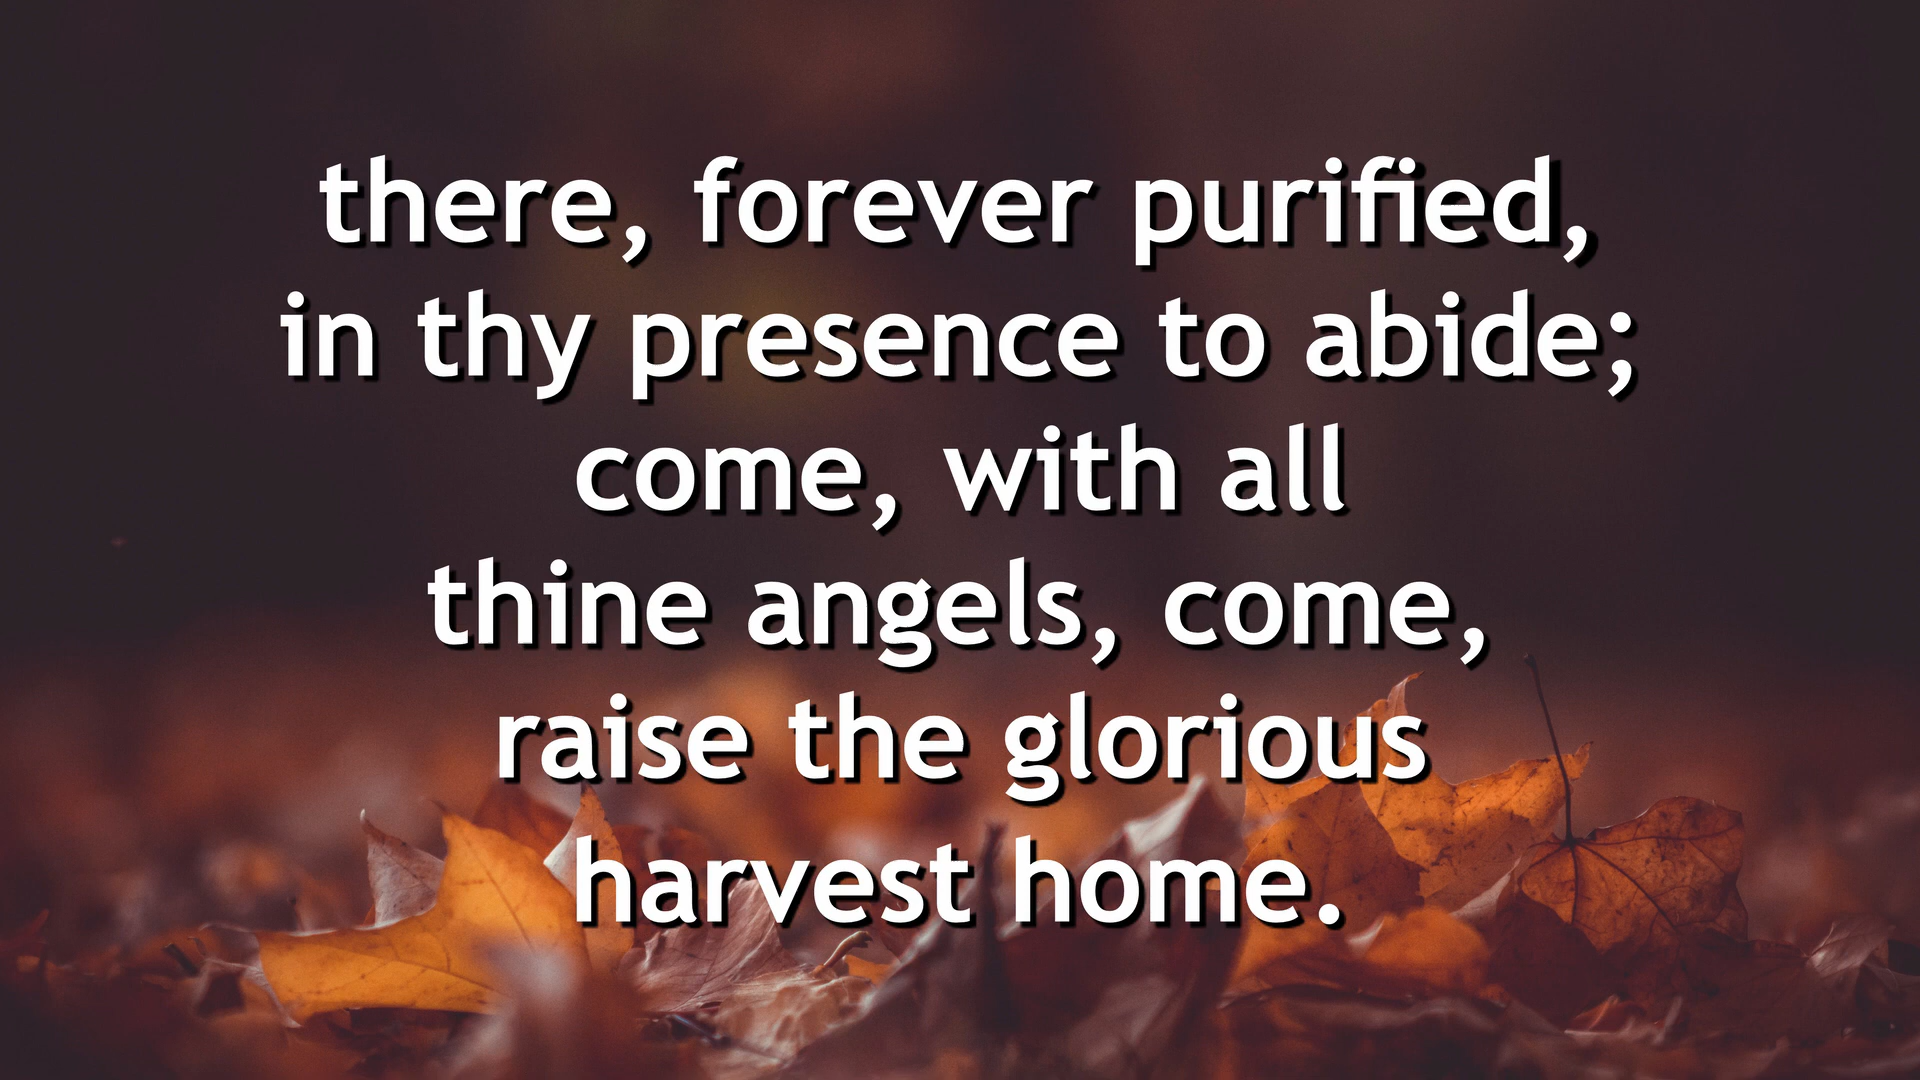 there, forever purified,
in thy presence to abide;
come, with all
thine angels, come,
raise the glorious
harvest home.